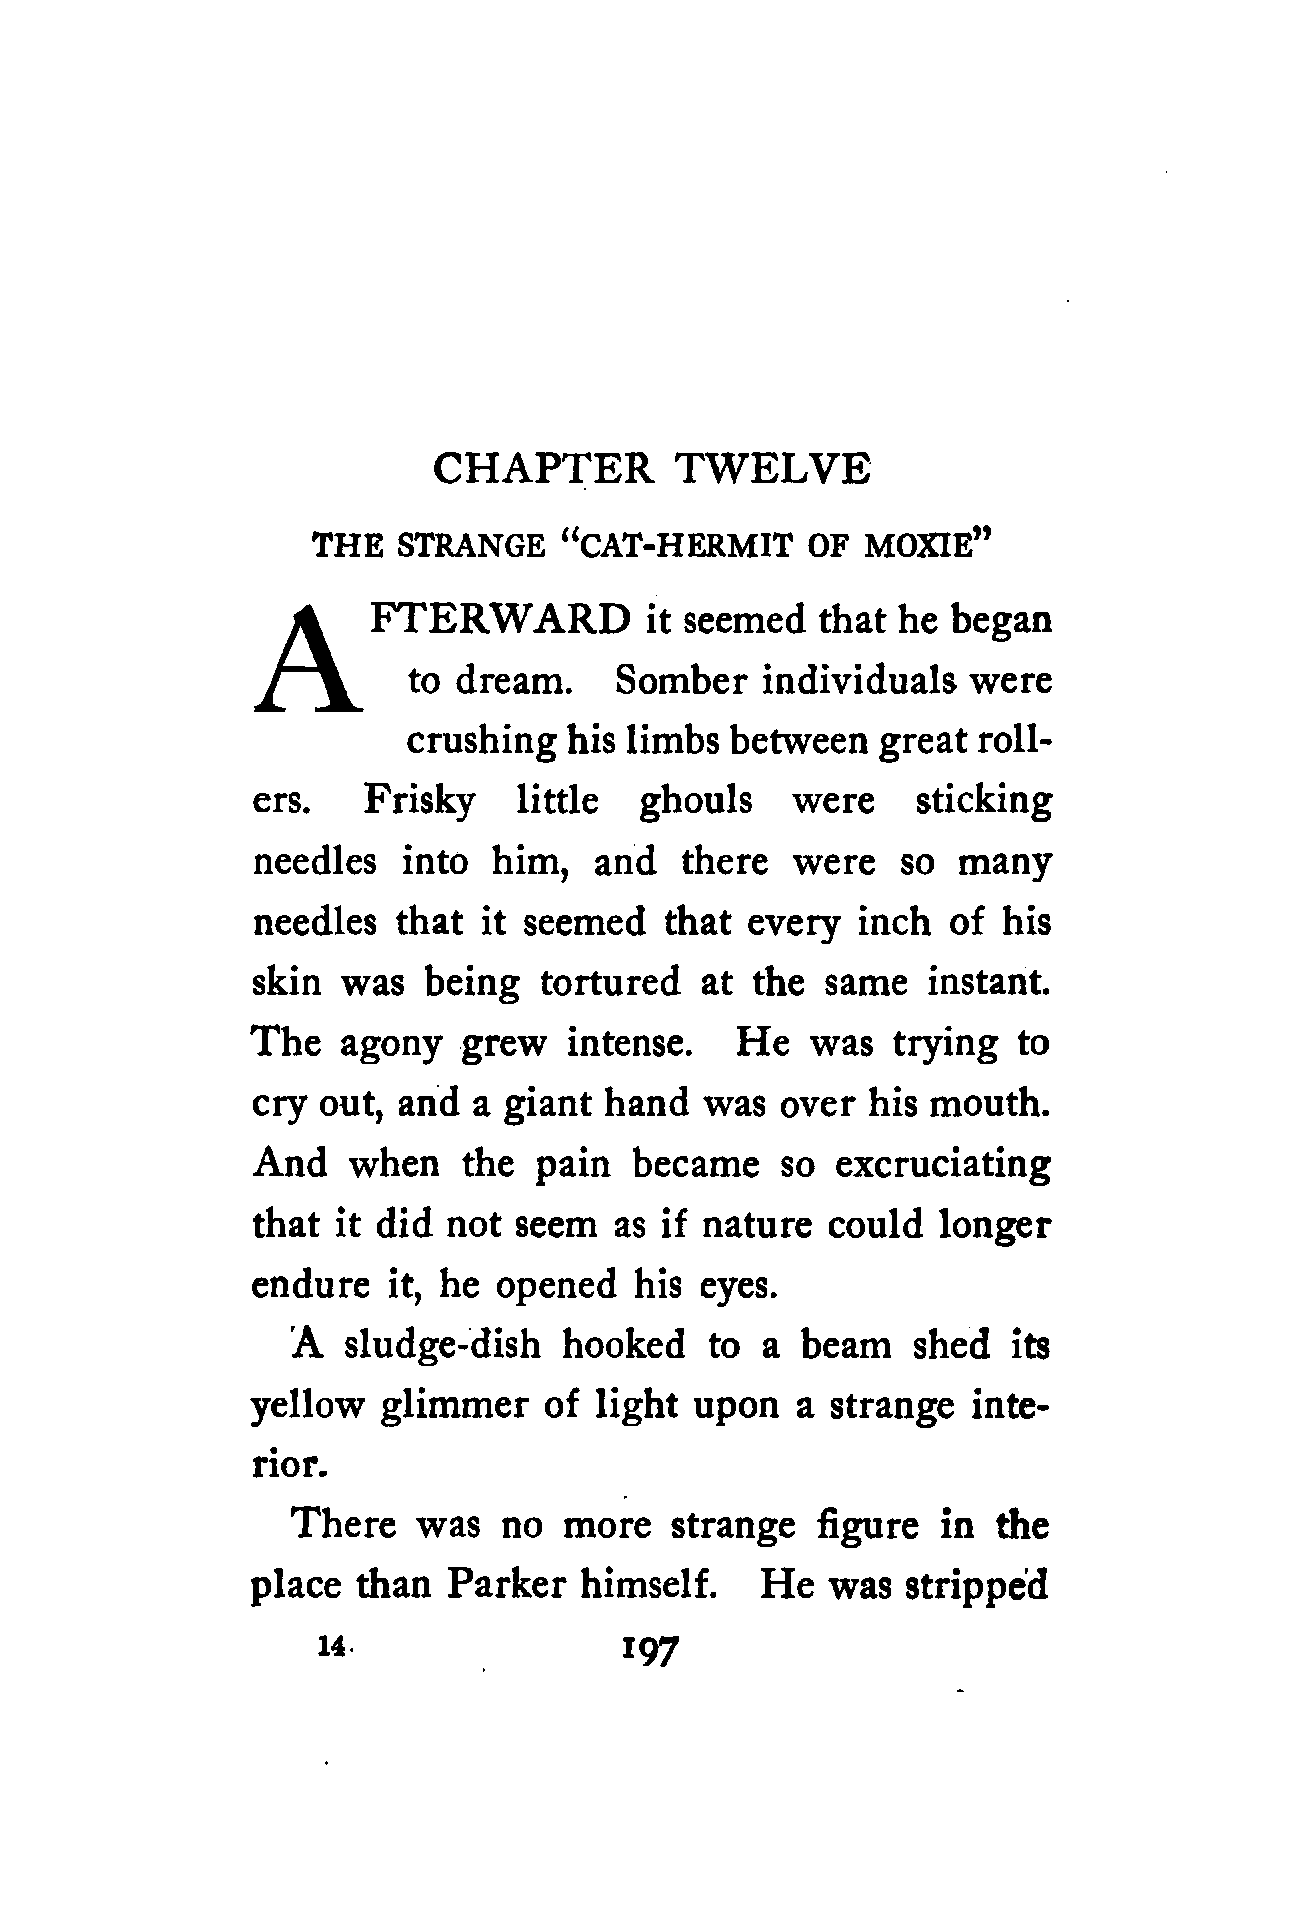 CHAPTER TWELVE
THE STRANGE “CAT-HERMIT OF MOXIE”
AFTERWARD it seemed that he began
to dream. Somber individuals were
crushing his limbs between great roll-
ers. Frisky little ghouls were sticking
needles into him, and there were so many
needles that it seemed that every inch of his
skin was being tortured at the same instant.
The agony grew intense. He was trying to
cry out, and a giant hand was over his mouth.
And when the pain became so excruciating
that it did not seem as if nature could longer
endure it, he opened his eyes.
A sludge-dish hooked to a beam shed its
yellow glimmer of light upon a strange inte-
rior.
There was no more strange figure in the
place than Parker himself. He was stripped
14 197